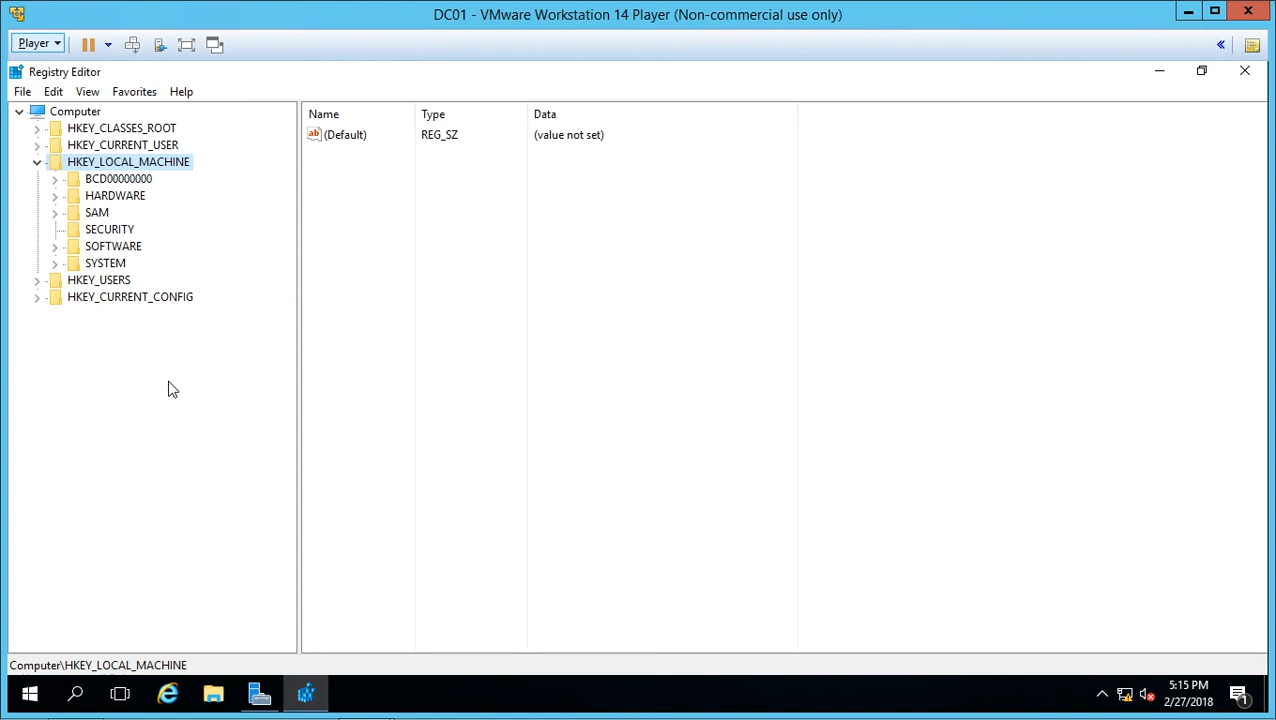 DC01 - VMware Workstation 14 Player (Non-commercial use only)
Player
Registry Editor
File Edit View Favorites Help
Computer
HKEY_CLASSES_ROOT
HKEY_CURRENT_USER
HKEY_LOCAL_MACHINE
BCD00000000
HARDWARE
SAM
SECURITY
SOFTWARE
SYSTEM
HKEY_USERS
HKEY_CURRENT_CONFIG
Name Type Data
ab (Default) REG_SZ (value not set)
Computer\HKEY_LOCAL_MACHINE
5:15 PM
2/27/2018
1